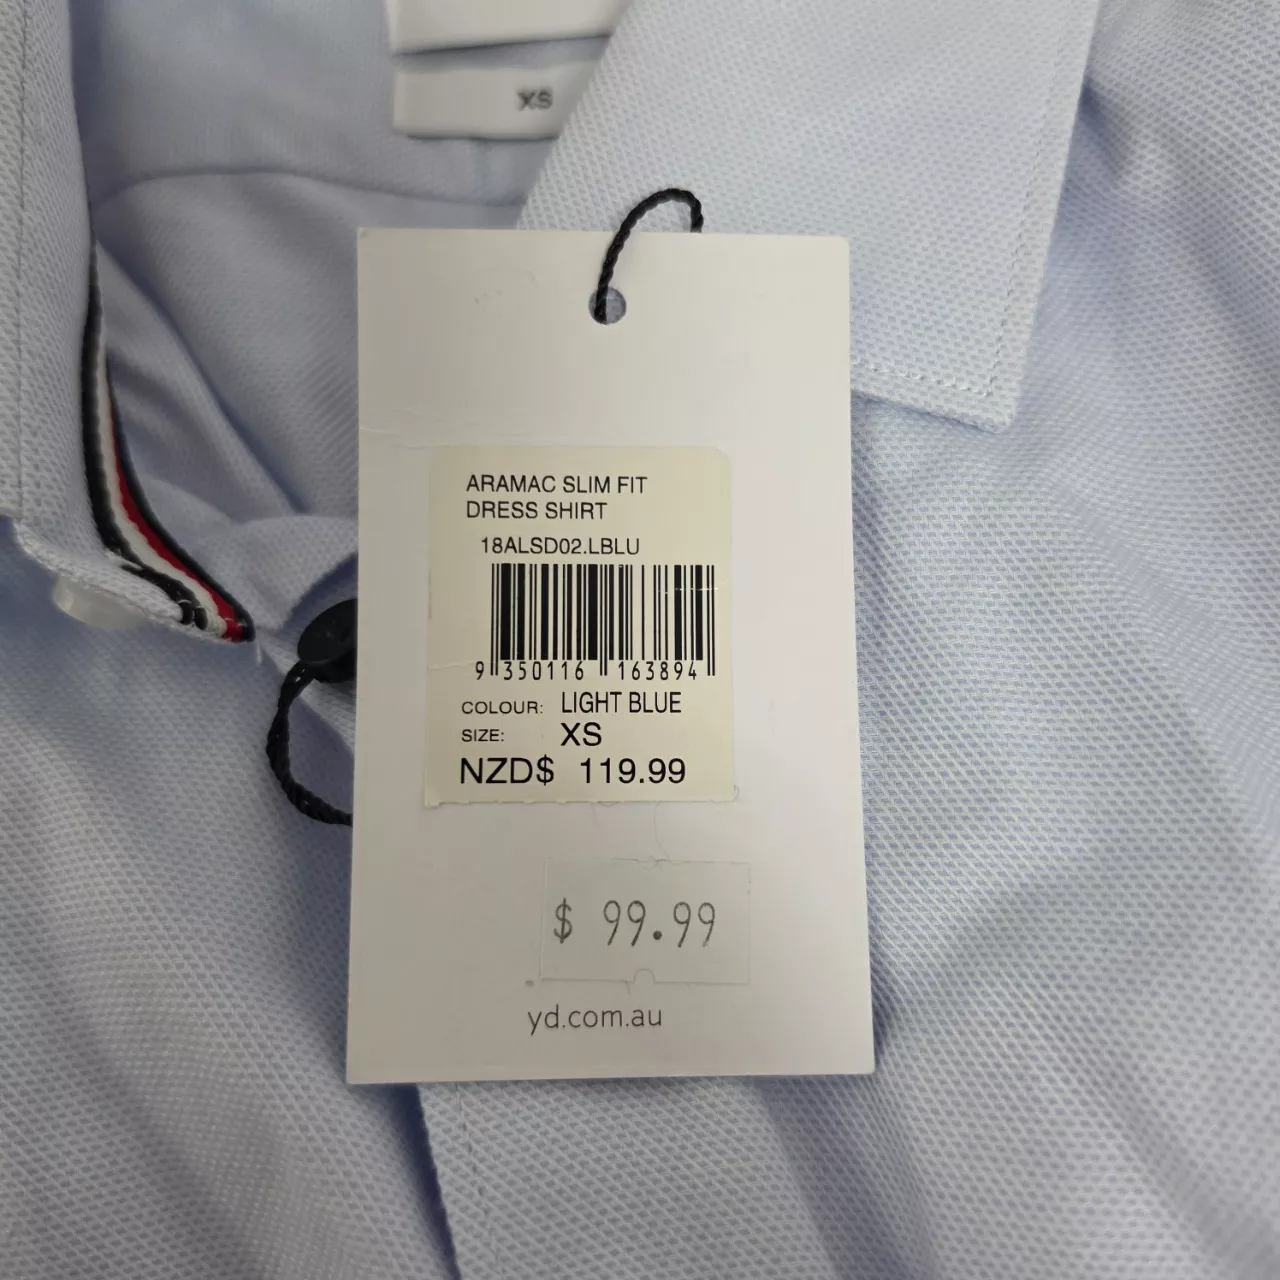 XS
ARAMAC SLIM FIT
DRESS SHIRT
18ALSD02.LBLU
9 350116 163894
COLOUR: LIGHT BLUE
SIZE: XS
NZD$ 119.99
$ 99.99
yd.com.au